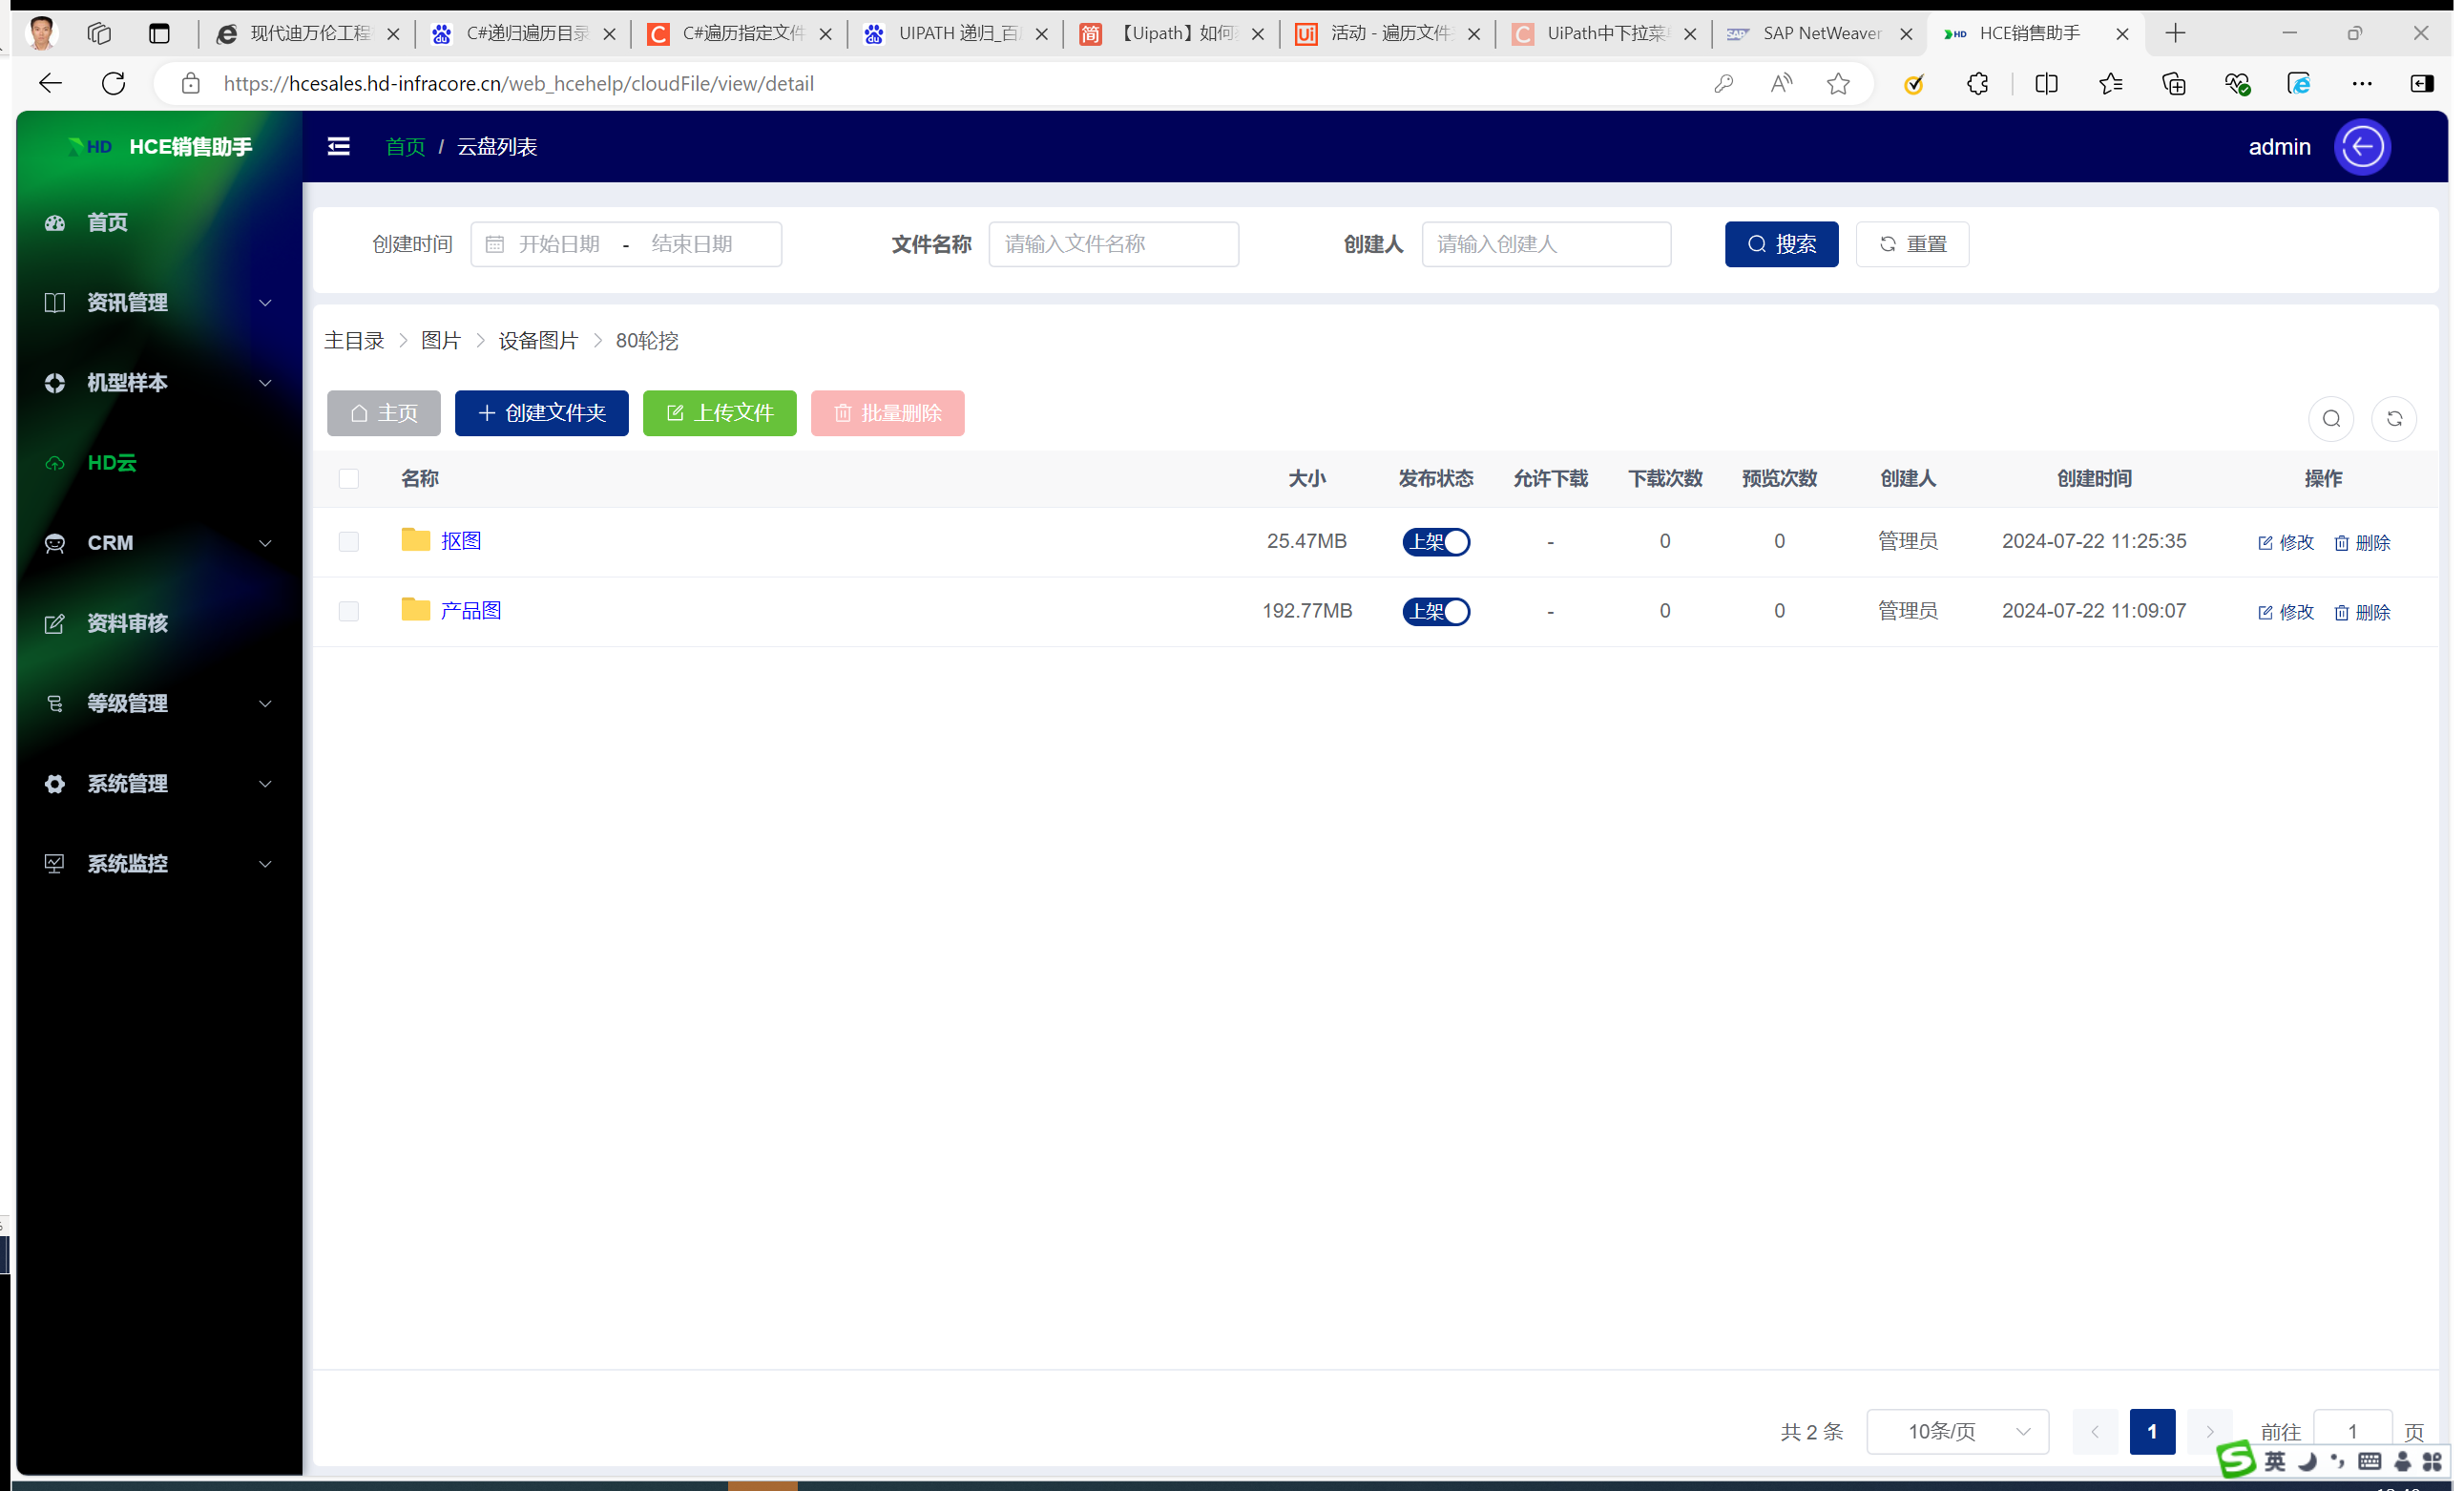 现代迪万伦工程
C#递归遍历目录
C#遍历指定文件
UIPATH 递归_百
【Uipath】如何
活动 - 遍历文件
UiPath中下拉菜
SAP NetWeaver
HCE销售助手
https://hcesales.hd-infracore.cn/web_hcehelp/cloudFile/view/detail
HD HCE销售助手
首页 / 云盘列表
admin
首页
资讯管理
机型样本
HD云
CRM
资料审核
等级管理
系统管理
系统监控
创建时间 开始日期 - 结束日期 文件名称 请输入文件名称 创建人 请输入创建人 搜索 重置
主目录 > 图片 > 设备图片 > 80轮挖
主页 创建文件夹 上传文件 批量删除
名称 大小 发布状态 允许下载 下载次数 预览次数 创建人 创建时间 操作
抠图 25.47MB 上架 - 0 0 管理员 2024-07-22 11:25:35 修改 删除
产品图 192.77MB 上架 - 0 0 管理员 2024-07-22 11:09:07 修改 删除
共 2 条 10条/页 1 前往 1 页
英